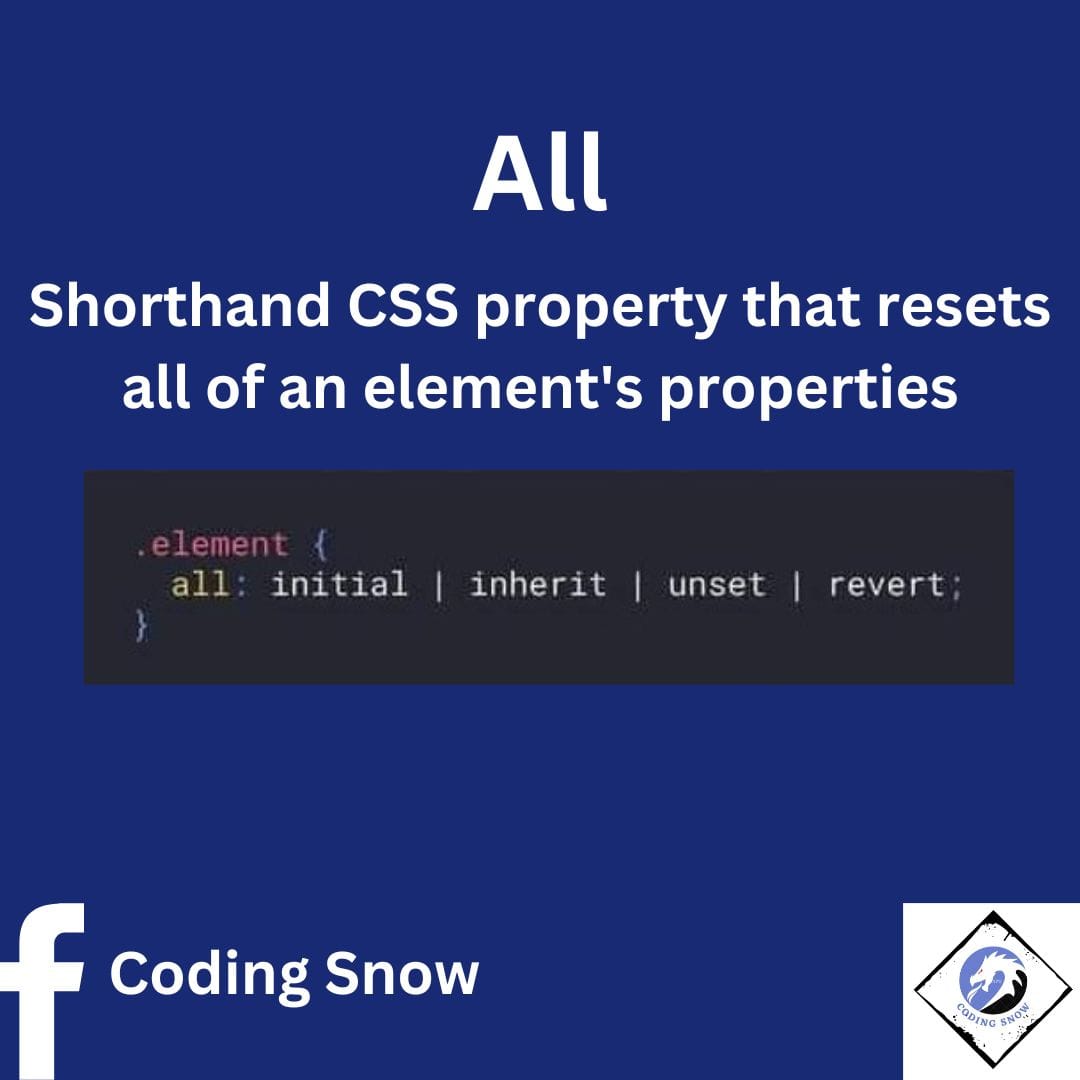 All
Shorthand CSS property that resets
all of an element's properties
.element {
all: initial | inherit | unset | revert;
}
Coding Snow
CODING SNOW